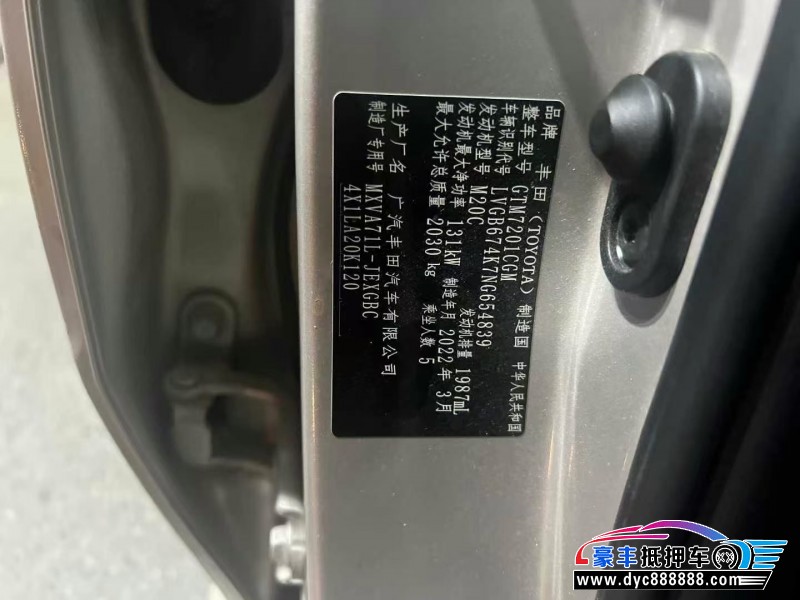 品牌 丰田（TOYOTA） 制造国 中华人民共和国
整车型号 GTM7201CGM
车辆识别代号 LVGB674K7NG654839
发动机型号 M20C 发动机排量 1987mL
发动机最大净功率 131kW 制造年月 2022年3月
最大允许总质量 2030kg 乘坐人数 5
生产厂名 广汽丰田汽车有限公司
制造厂专用号 MXVA71L-JEXGBC
4X1LA20K120
豪丰抵押车
www.dyc888888.com